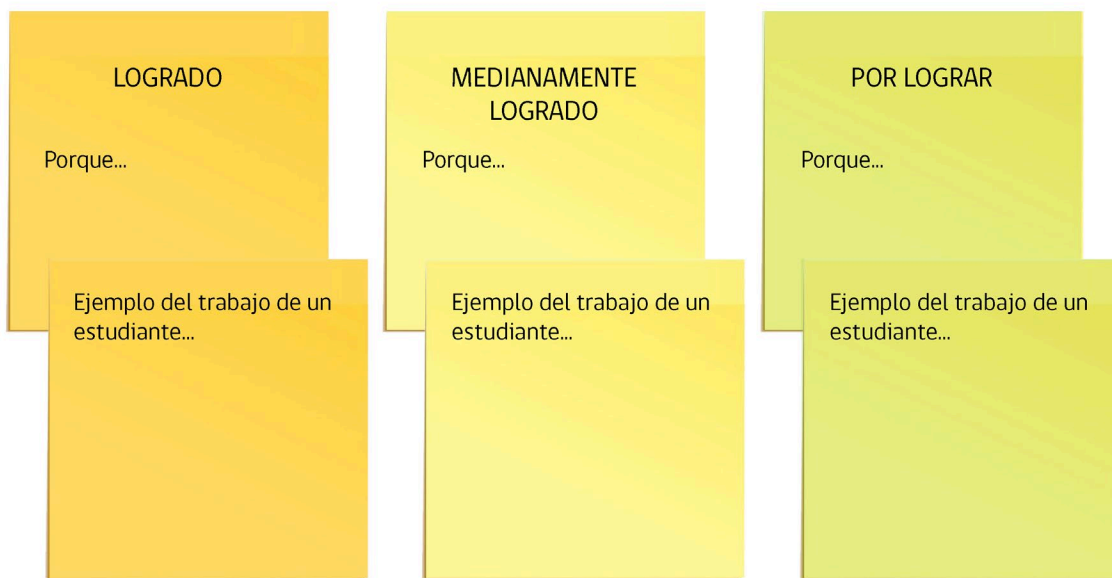 LOGRADO
Porque...
Ejemplo del trabajo de un
estudiante...
MEDIANAMENTE
LOGRADO
Porque...
Ejemplo del trabajo de un
estudiante...
POR LOGRAR
Porque...
Ejemplo del trabajo de un
estudiante...